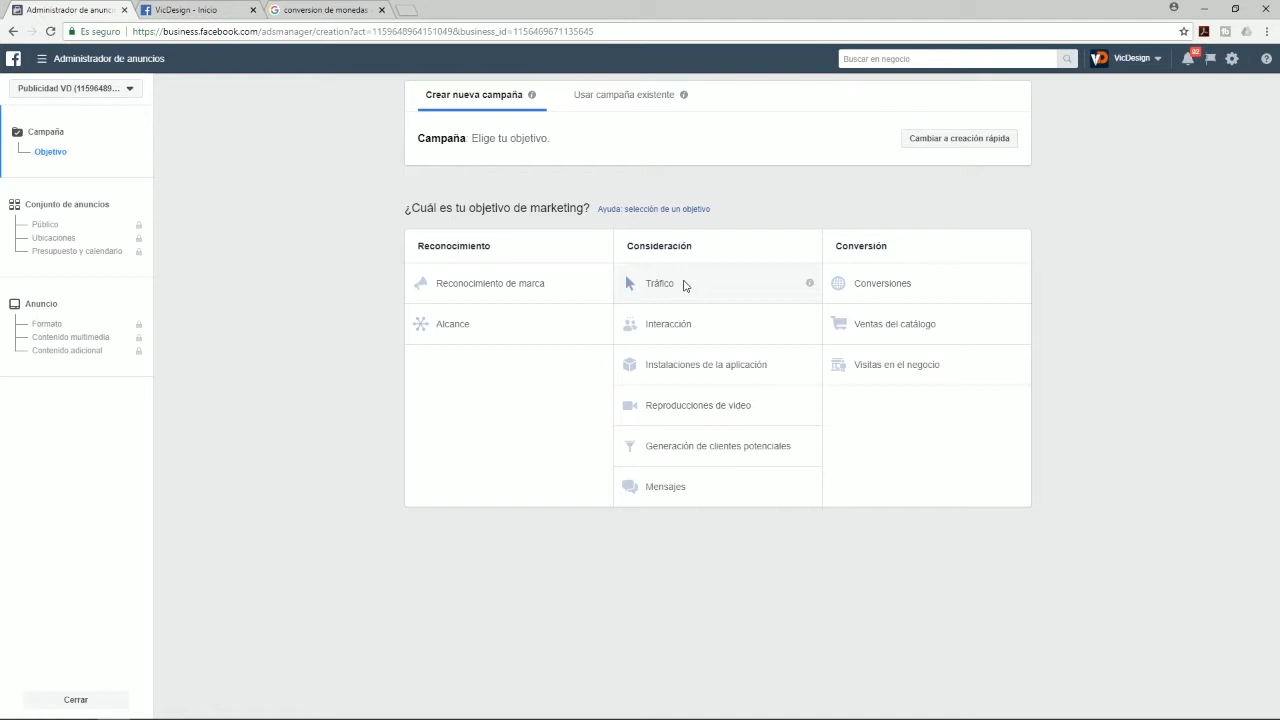 Administrador de anuncios
VicDesign - Inicio
conversion de monedas
Es seguro
https://business.facebook.com/adsmanager/creation?act=1159648964151049&business_id=1156469671135645
Administrador de anuncios
Buscar en negocio
VD
VicDesign
92
Publicidad VD (11596489...
Campaña
Objetivo
Conjunto de anuncios
Público
Ubicaciones
Presupuesto y calendario
Anuncio
Formato
Contenido multimedia
Contenido adicional
Cerrar
Crear nueva campaña
Usar campaña existente
Campaña: Elige tu objetivo.
Cambiar a creación rápida
¿Cuál es tu objetivo de marketing? Ayuda: selección de un objetivo
Reconocimiento
Consideración
Conversión
Reconocimiento de marca
Tráfico
Conversiones
Alcance
Interacción
Ventas del catálogo
Instalaciones de la aplicación
Visitas en el negocio
Reproducciones de video
Generación de clientes potenciales
Mensajes